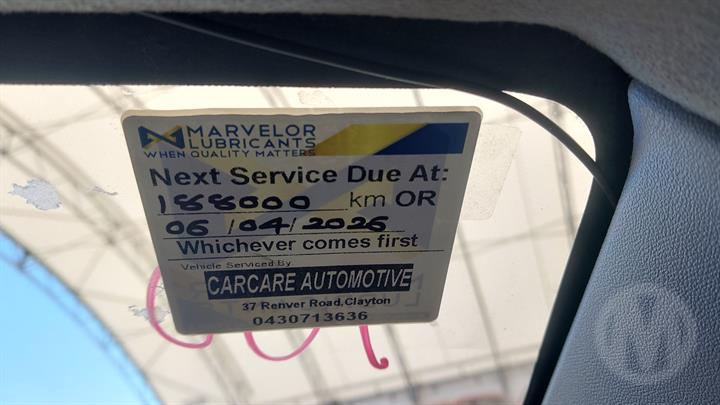 MARVELOR
LUBRICANTS
WHEN QUALITY MATTERS
Next Service Due At:
188000 km OR
06/04/2026
Whichever comes first
Vehicle Serviced By:
CARCARE AUTOMOTIVE
37 Renver Road,Clayton
0430713636